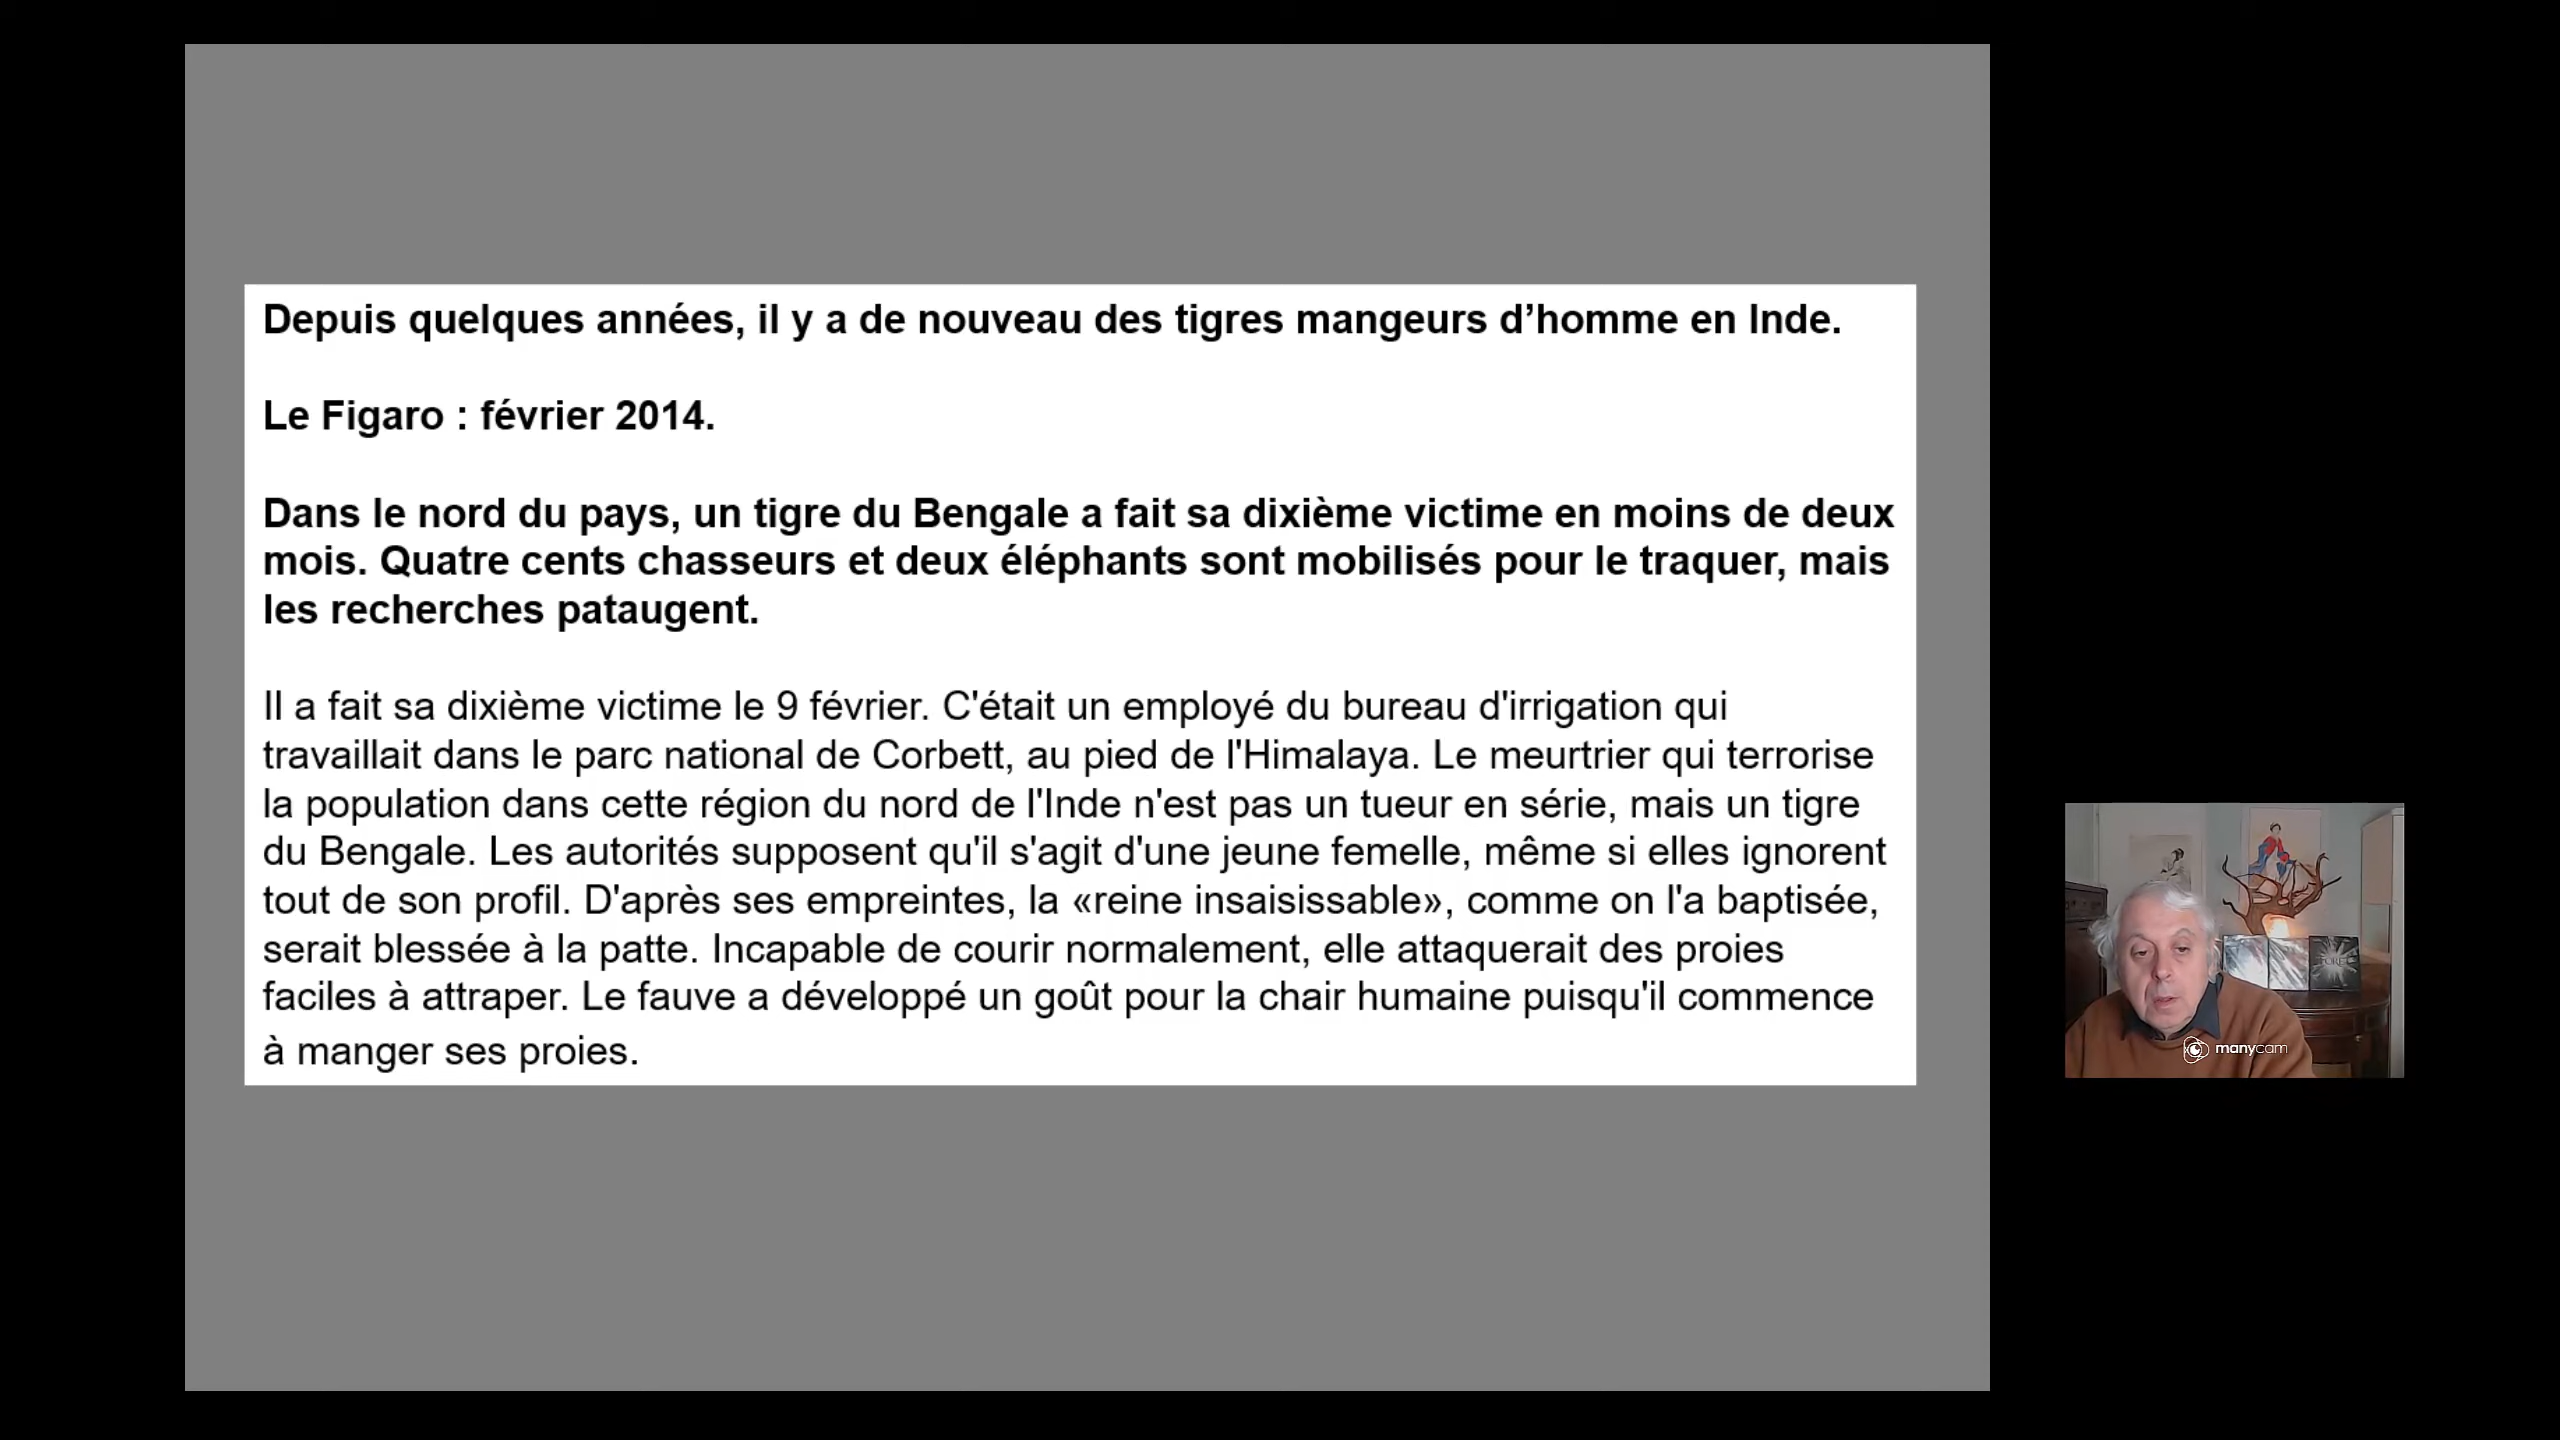 Depuis quelques années, il y a de nouveau des tigres mangeurs d’homme en Inde.
Le Figaro : février 2014.
Dans le nord du pays, un tigre du Bengale a fait sa dixième victime en moins de deux
mois. Quatre cents chasseurs et deux éléphants sont mobilisés pour le traquer, mais
les recherches pataugent.
Il a fait sa dixième victime le 9 février. C'était un employé du bureau d'irrigation qui
travaillait dans le parc national de Corbett, au pied de l'Himalaya. Le meurtrier qui terrorise
la population dans cette région du nord de l'Inde n'est pas un tueur en série, mais un tigre
du Bengale. Les autorités supposent qu'il s'agit d'une jeune femelle, même si elles ignorent
tout de son profil. D'après ses empreintes, la «reine insaisissable», comme on l'a baptisée,
serait blessée à la patte. Incapable de courir normalement, elle attaquerait des proies
faciles à attraper. Le fauve a développé un goût pour la chair humaine puisqu'il commence
à manger ses proies.
manycam